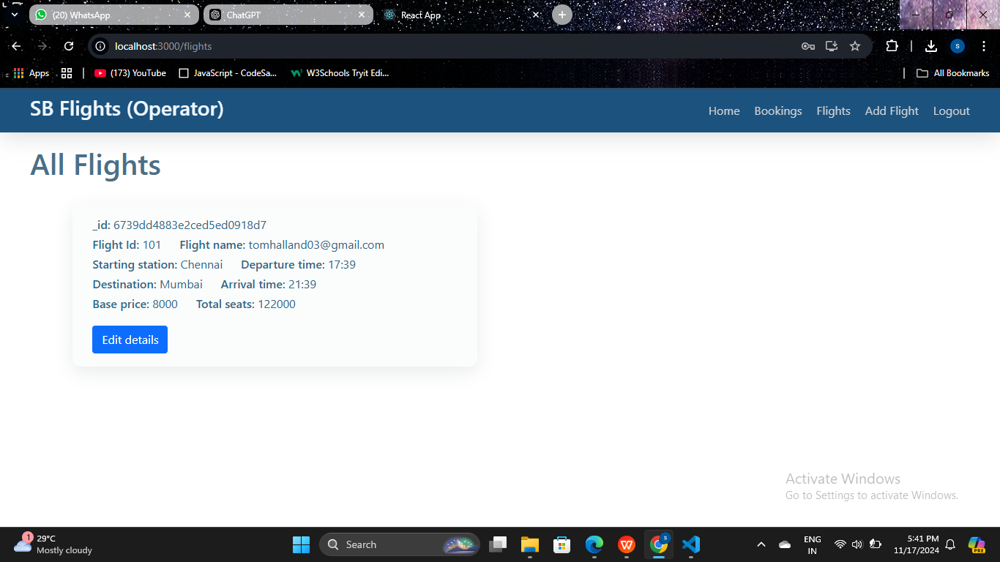 (20) WhatsApp
ChatGPT
React App
localhost:3000/flights
S
Apps
(173) YouTube
JavaScript - CodeSa...
W3Schools Tryit Edi...
All Bookmarks
SB Flights (Operator)
Home Bookings Flights Add Flight Logout
All Flights
_id: 6739dd4883e2ced5ed0918d7
Flight Id: 101 Flight name: tomhalland03@gmail.com
Starting station: Chennai Departure time: 17:39
Destination: Mumbai Arrival time: 21:39
Base price: 8000 Total seats: 122000
Edit details
Activate Windows
Go to Settings to activate Windows.
1
29°C
Mostly cloudy
Search
W
S
ENG
IN
5:41 PM
11/17/2024
PRE